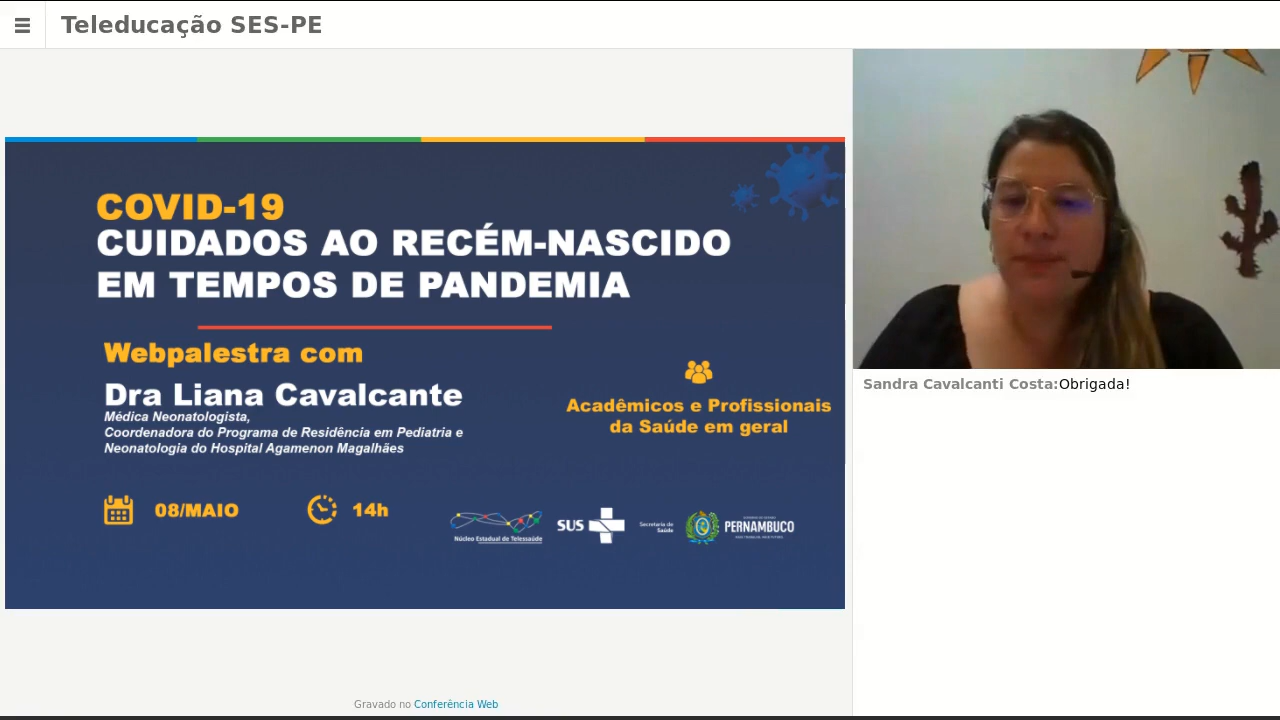 Teleducação SES-PE
COVID-19
CUIDADOS AO RECÉM-NASCIDO
EM TEMPOS DE PANDEMIA
Webpalestra com
Dra Liana Cavalcante
Médica Neonatologista,
Coordenadora do Programa de Residência em Pediatria e
Neonatologia do Hospital Agamenon Magalhães
Acadêmicos e Profissionais
da Saúde em geral
08/MAIO
14h
Núcleo Estadual de Telessaúde
SUS
Secretaria de
Saúde
PERNAMBUCO
Sandra Cavalcanti Costa:Obrigada!
Gravado no Conferência Web